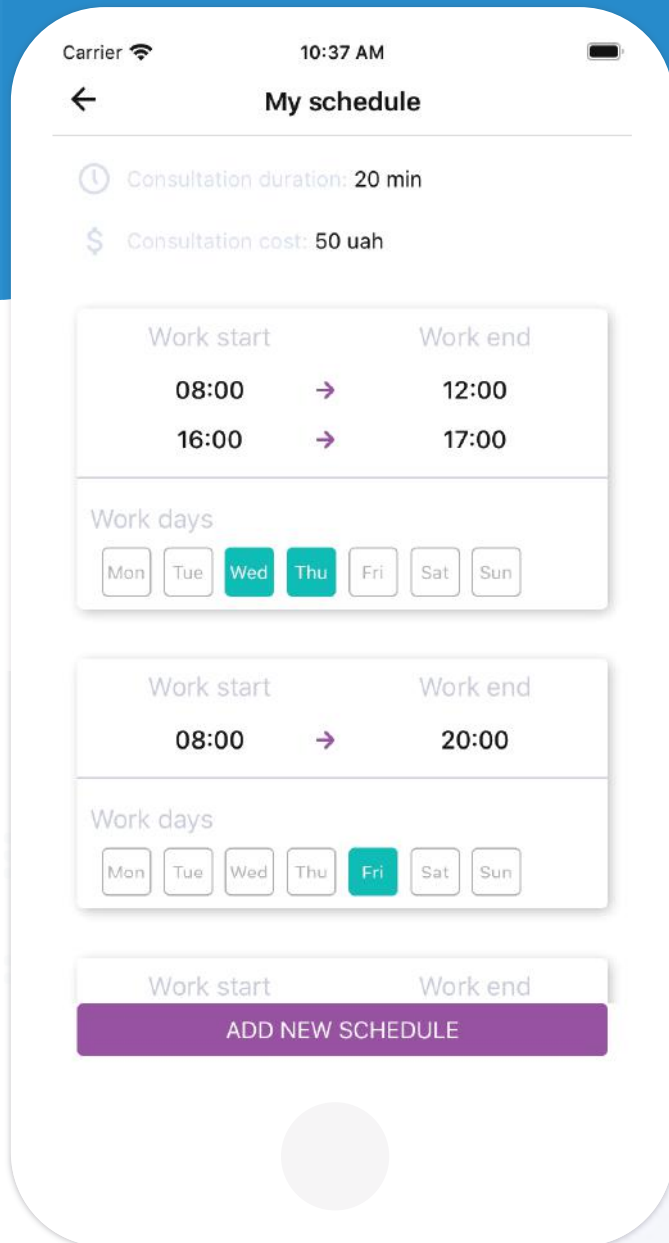 Carrier 10:37 AM
My schedule
Consultation duration: 20 min
Consultation cost: 50 uah
Work start Work end
08:00 → 12:00
16:00 → 17:00
Work days
Mon Tue Wed Thu Fri Sat Sun
Work start Work end
08:00 → 20:00
Work days
Mon Tue Wed Thu Fri Sat Sun
Work start Work end
ADD NEW SCHEDULE